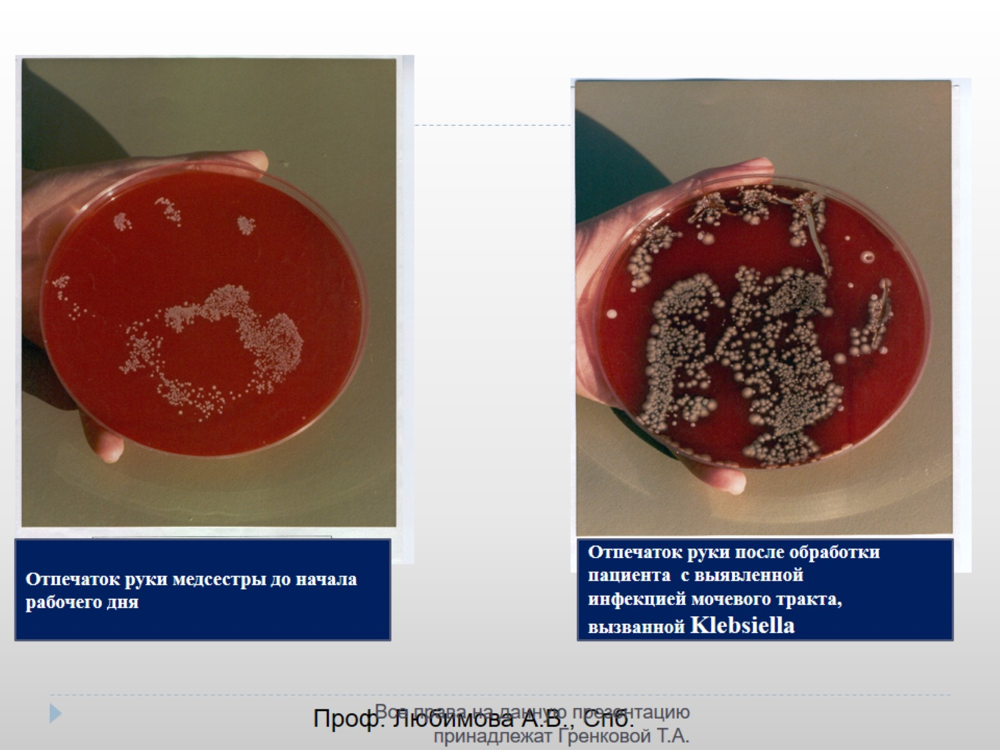 Отпечаток руки медсестры до начала
рабочего дня
Отпечаток руки после обработки
пациента с выявленной
инфекцией мочевого тракта,
вызванной Klebsiella
Проф. Любимова А.В., Спб.
Все права на данную презентацию
принадлежат Гренковой Т.А.